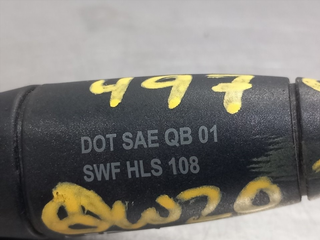 497
DOT SAE QB 01
SWF HLS 108